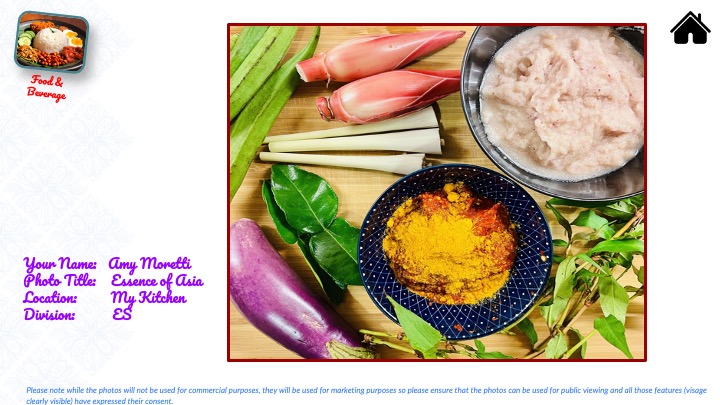 Food &
Beverage
Your Name: Amy Moretti
Photo Title: Essence of Asia
Location: My Kitchen
Division: ES
Please note while the photos will not be used for commercial purposes, they will be used for marketing purposes so please ensure that the photos can be used for public viewing and all those features (visage
clearly visible) have expressed their consent.